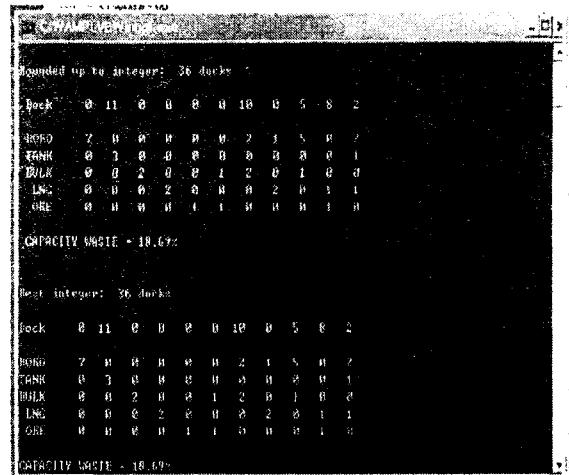 Rounded up to integer: 36 docks
Dock 0 11 0 0 0 0 10 0 5 8 2
RORO 7 0 0 0 0 0 2 1 5 0 2
TANK 0 3 0 0 0 0 0 0 0 0 1
BULK 0 0 2 0 0 1 2 0 1 0 0
LNG 0 0 0 2 0 0 0 2 0 1 1
ORE 0 0 0 0 1 1 0 0 0 1 0
CAPACITY WASTE = 18.69%
Best integer: 36 docks
Dock 0 11 0 0 0 0 10 0 5 8 2
RORO 7 0 0 0 0 0 2 1 5 0 2
TANK 0 3 0 0 0 0 0 0 0 0 1
BULK 0 0 2 0 0 1 2 0 1 0 0
LNG 0 0 0 2 0 0 0 2 0 1 1
ORE 0 0 0 0 1 1 0 0 0 1 0
CAPACITY WASTE = 18.69%